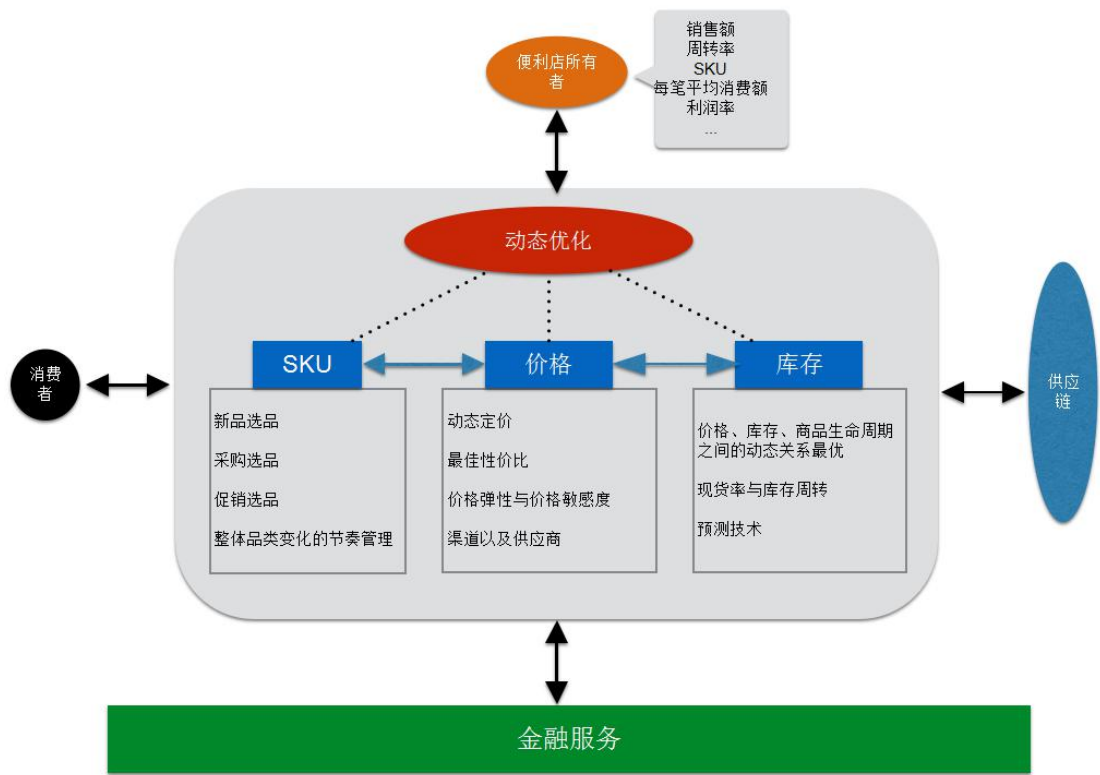 便利店所有
者
销售额
周转率
SKU
每笔平均消费额
利润率
...
动态优化
消费
者
SKU
价格
库存
供应
链
新品选品
采购选品
促销选品
整体品类变化的节奏管理
动态定价
最佳性价比
价格弹性与价格敏感度
渠道以及供应商
价格、库存、商品生命周期
之间的动态关系最优
现货率与库存周转
预测技术
金融服务